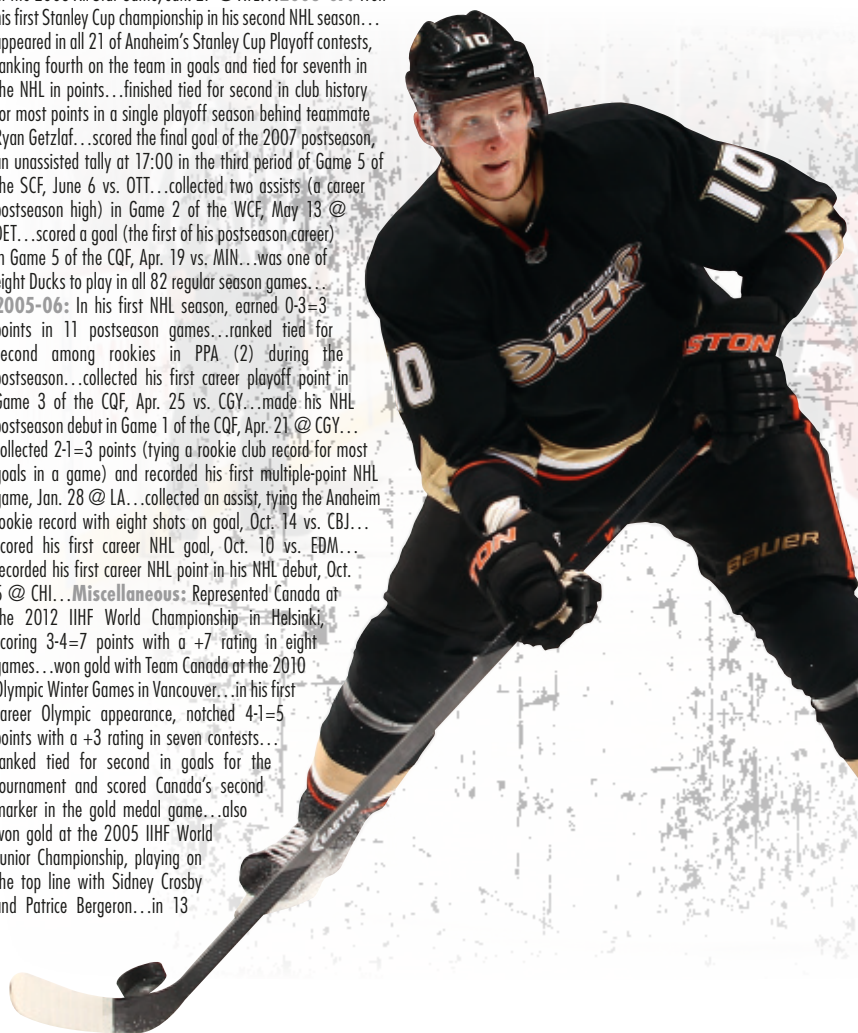 his first Stanley Cup championship in his second NHL season…
appeared in all 21 of Anaheim's Stanley Cup Playoff contests,
ranking fourth on the team in goals and tied for seventh in
the NHL in points…finished tied for second in club history
for most points in a single playoff season behind teammate
Ryan Getzlaf…scored the final goal of the 2007 postseason,
an unassisted tally at 17:00 in the third period of Game 5 of
the SCF, June 6 vs. OTT…collected two assists (a career
postseason high) in Game 2 of the WCF, May 13 @
DET…scored a goal (the first of his postseason career)
in Game 5 of the CQF, Apr. 19 vs. MIN…was one of
eight Ducks to play in all 82 regular season games…
2005-06: In his first NHL season, earned 0-3=3
points in 11 postseason games…ranked tied for
second among rookies in PPA (2) during the
postseason…collected his first career playoff point in
Game 3 of the CQF, Apr. 25 vs. CGY…made his NHL
postseason debut in Game 1 of the CQF, Apr. 21 @ CGY…
collected 2-1=3 points (tying a rookie club record for most
goals in a game) and recorded his first multiple-point NHL
game, Jan. 28 @ LA…collected an assist, tying the Anaheim
rookie record with eight shots on goal, Oct. 14 vs. CBJ…
scored his first career NHL goal, Oct. 10 vs. EDM…
recorded his first career NHL point in his NHL debut, Oct.
5 @ CHI…Miscellaneous: Represented Canada at
the 2012 IIHF World Championship in Helsinki,
scoring 3-4=7 points with a +7 rating in eight
games…won gold with Team Canada at the 2010
Olympic Winter Games in Vancouver…in his first
career Olympic appearance, notched 4-1=5
points with a +3 rating in seven contests…
ranked tied for second in goals for the
tournament and scored Canada's second
marker in the gold medal game…also
won gold at the 2005 IIHF World
Junior Championship, playing on
the top line with Sidney Crosby
and Patrice Bergeron…in 13
10
BAUER
10
ANAHEIM
DUCKS
STON
10
BAUER
TON
EASTON